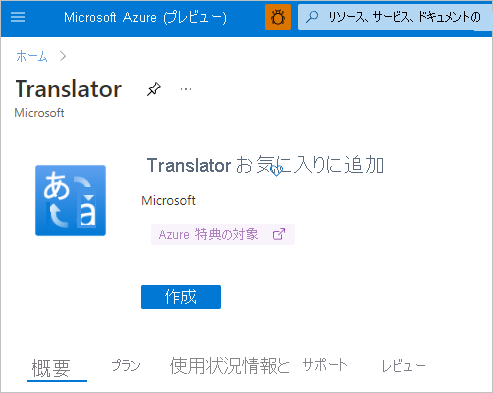 Microsoft Azure (プレビュー)
リソース、サービス、ドキュメントの
ホーム
Translator
Microsoft
あ
a
Translator お気に入りに追加
Microsoft
Azure 特典の対象
作成
概要 プラン 使用状況情報と サポート レビュー